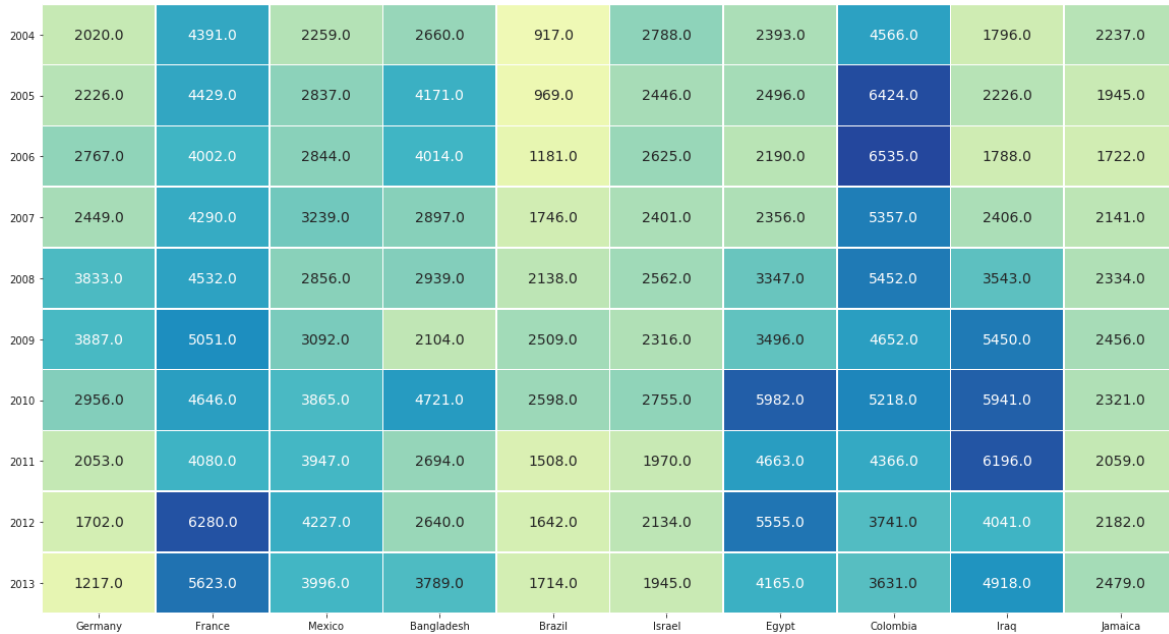 2004 2020.0 4391.0 2259.0 2660.0 917.0 2788.0 2393.0 4566.0 1796.0 2237.0
2005 2226.0 4429.0 2837.0 4171.0 969.0 2446.0 2496.0 6424.0 2226.0 1945.0
2006 2767.0 4002.0 2844.0 4014.0 1181.0 2625.0 2190.0 6535.0 1788.0 1722.0
2007 2449.0 4290.0 3239.0 2897.0 1746.0 2401.0 2356.0 5357.0 2406.0 2141.0
2008 3833.0 4532.0 2856.0 2939.0 2138.0 2562.0 3347.0 5452.0 3543.0 2334.0
2009 3887.0 5051.0 3092.0 2104.0 2509.0 2316.0 3496.0 4652.0 5450.0 2456.0
2010 2956.0 4646.0 3865.0 4721.0 2598.0 2755.0 5982.0 5218.0 5941.0 2321.0
2011 2053.0 4080.0 3947.0 2694.0 1508.0 1970.0 4663.0 4366.0 6196.0 2059.0
2012 1702.0 6280.0 4227.0 2640.0 1642.0 2134.0 5555.0 3741.0 4041.0 2182.0
2013 1217.0 5623.0 3996.0 3789.0 1714.0 1945.0 4165.0 3631.0 4918.0 2479.0
Germany France Mexico Bangladesh Brazil Israel Egypt Colombia Iraq Jamaica